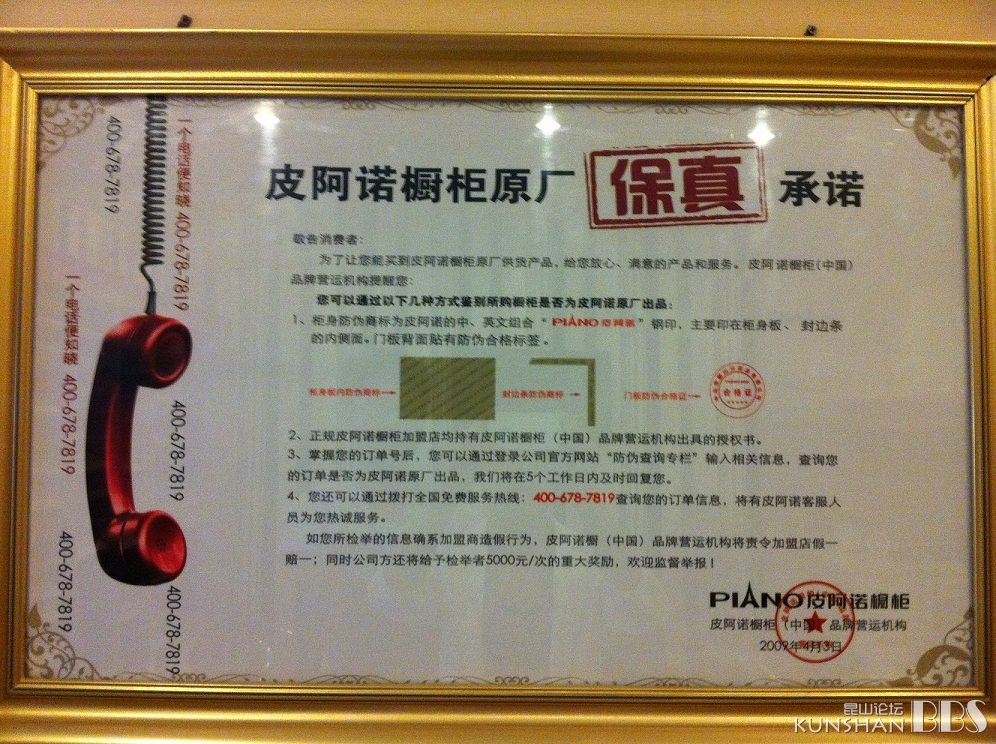 皮阿诺橱柜原厂 保真 承诺
敬告消费者：
为了让您能买到皮阿诺橱柜原厂供货产品，给您放心、满意的产品和服务。皮阿诺橱柜(中国)
品牌营运机构提醒您：
您可以通过以下几种方式鉴别所购橱柜是否为皮阿诺原厂出品：
1、柜身防伪商标为皮阿诺的中、英文组合“PIANO皮阿诺”钢印，主要印在柜身板、封边条
的内侧面。门板背面贴有防伪合格标签。
柜身板内防伪商标 封边条防伪商标 门板防伪合格证 合格证
2、正规皮阿诺橱柜加盟店均持有皮阿诺橱柜（中国）品牌营运机构出具的授权书。
3、掌握您的订单号后，您可以通过登录公司官方网站“防伪查询专栏”输入相关信息，查询您
的订单是否为皮阿诺原厂出品，我们将在5个工作日内及时回复您。
4、您还可以通过拨打全国免费服务热线：400-678-7819查询您的订单信息，将有皮阿诺客服人
员为您热诚服务。
如您所检举的信息确系加盟商造假行为，皮阿诺橱（中国）品牌营运机构将责令加盟店假一
赔一；同时公司方还将给予检举者5000元/次的重大奖励，欢迎监督举报！
PIANO皮阿诺橱柜
皮阿诺橱柜（中国）品牌营运机构
2009年4月3日
400-678-7819
一个电话便知晓 400-678-7819
一个电话便知晓 400-678-7819
400-678-7819
400-678-7819
400-678-7819
昆山论坛
KUNSHAN BBS